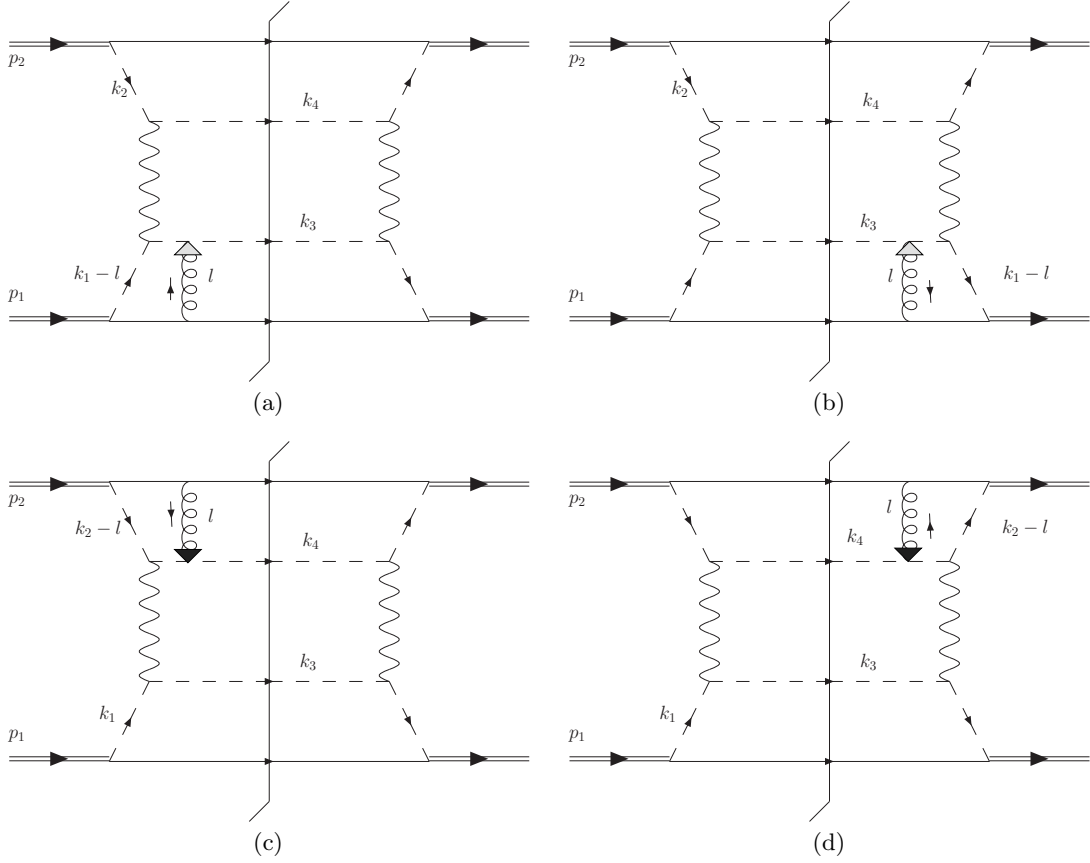 p₂
k₂
k₄
k₃
k₁ − l
l
p₁
(a)
p₂
k₂
k₄
k₃
l
k₁ − l
p₁
(b)
p₂
k₂ − l
l
k₄
k₃
k₁
p₁
(c)
p₂
l
k₂ − l
k₄
k₃
k₁
p₁
(d)